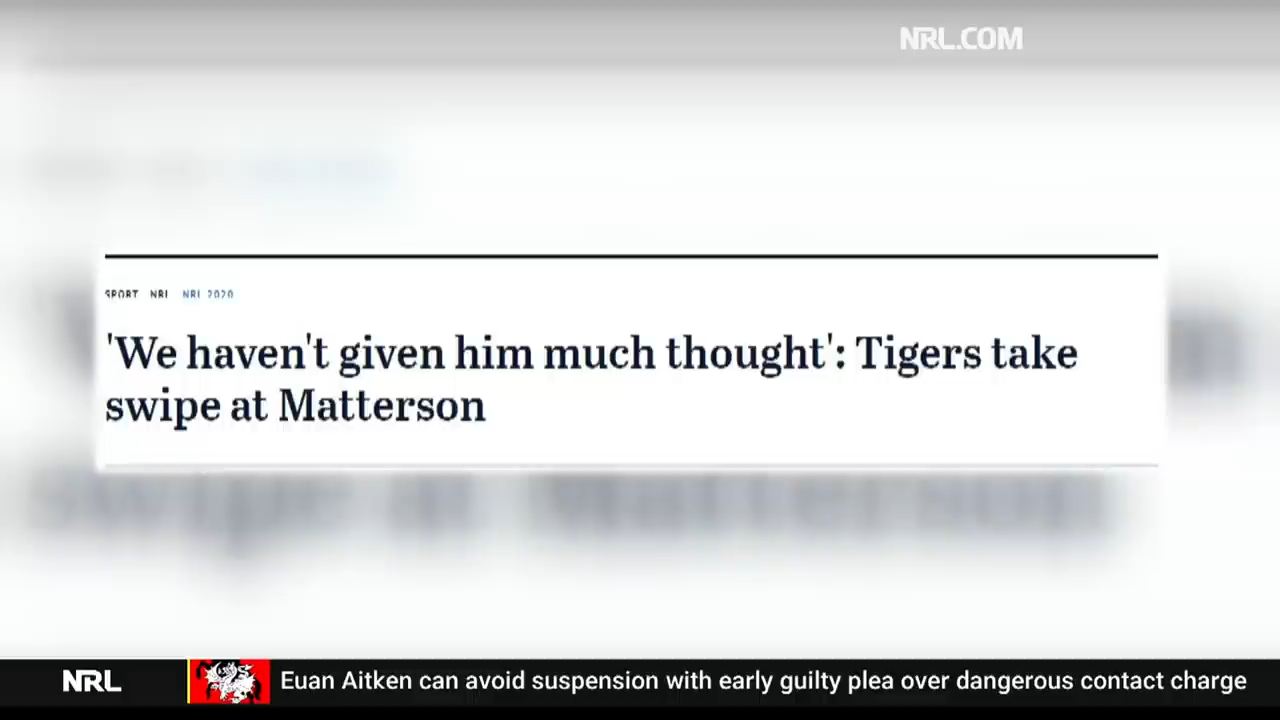 NRL.COM
SPORT NRL NRL 2020
'We haven't given him much thought': Tigers take
swipe at Matterson
NRL
Euan Aitken can avoid suspension with early guilty plea over dangerous contact charge